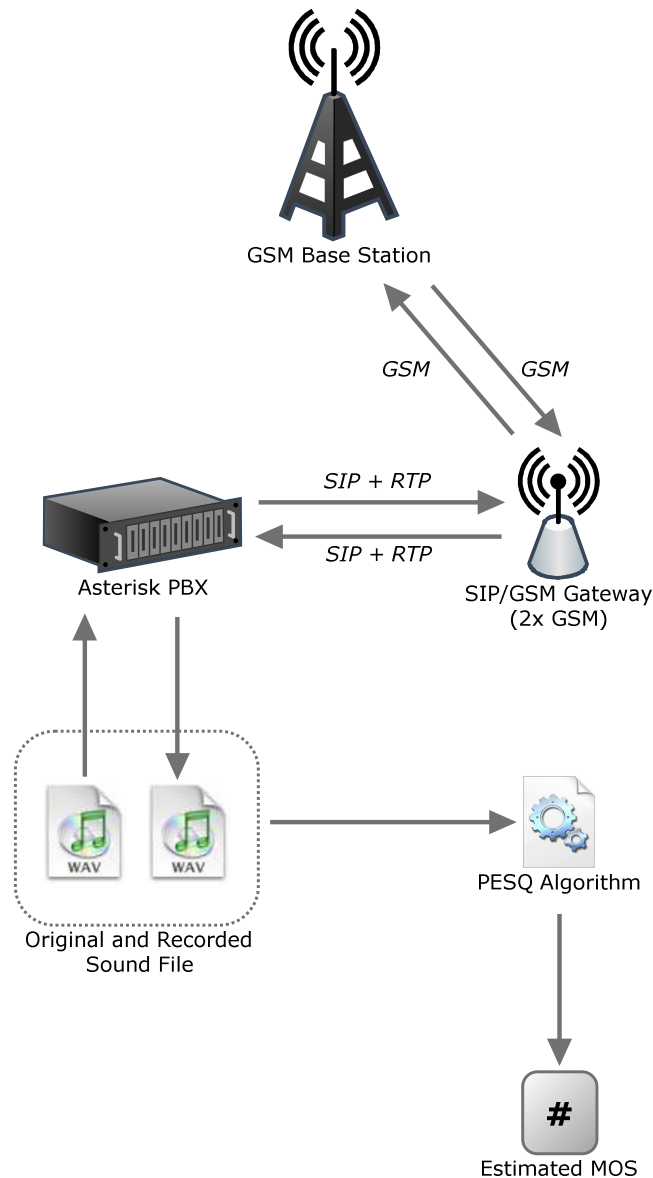 GSM Base Station
GSM
GSM
SIP + RTP
SIP + RTP
Asterisk PBX
SIP/GSM Gateway
(2x GSM)
WAV
WAV
PESQ Algorithm
Original and Recorded
Sound File
#
Estimated MOS